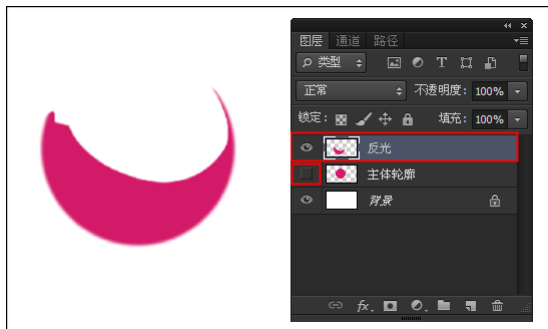 图层 通道 路径
类型
正常 不透明度: 100%
锁定: 填充: 100%
反光
主体轮廓
背景
fx.